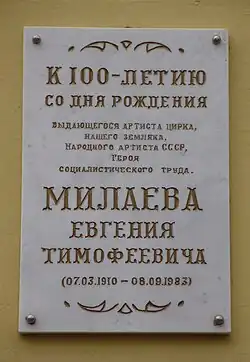 К 100-ЛЕТИЮ
СО ДНЯ РОЖДЕНИЯ
ВЫДАЮЩЕГОСЯ АРТИСТА ЦИРКА,
НАШЕГО ЗЕМЛЯКА,
НАРОДНОГО АРТИСТА СССР,
ГЕРОЯ
СОЦИАЛИСТИЧЕСКОГО ТРУДА.
МИЛАЕВА
ЕВГЕНИЯ
ТИМОФЕЕВИЧА
(07.03.1910 – 08.09.1983)